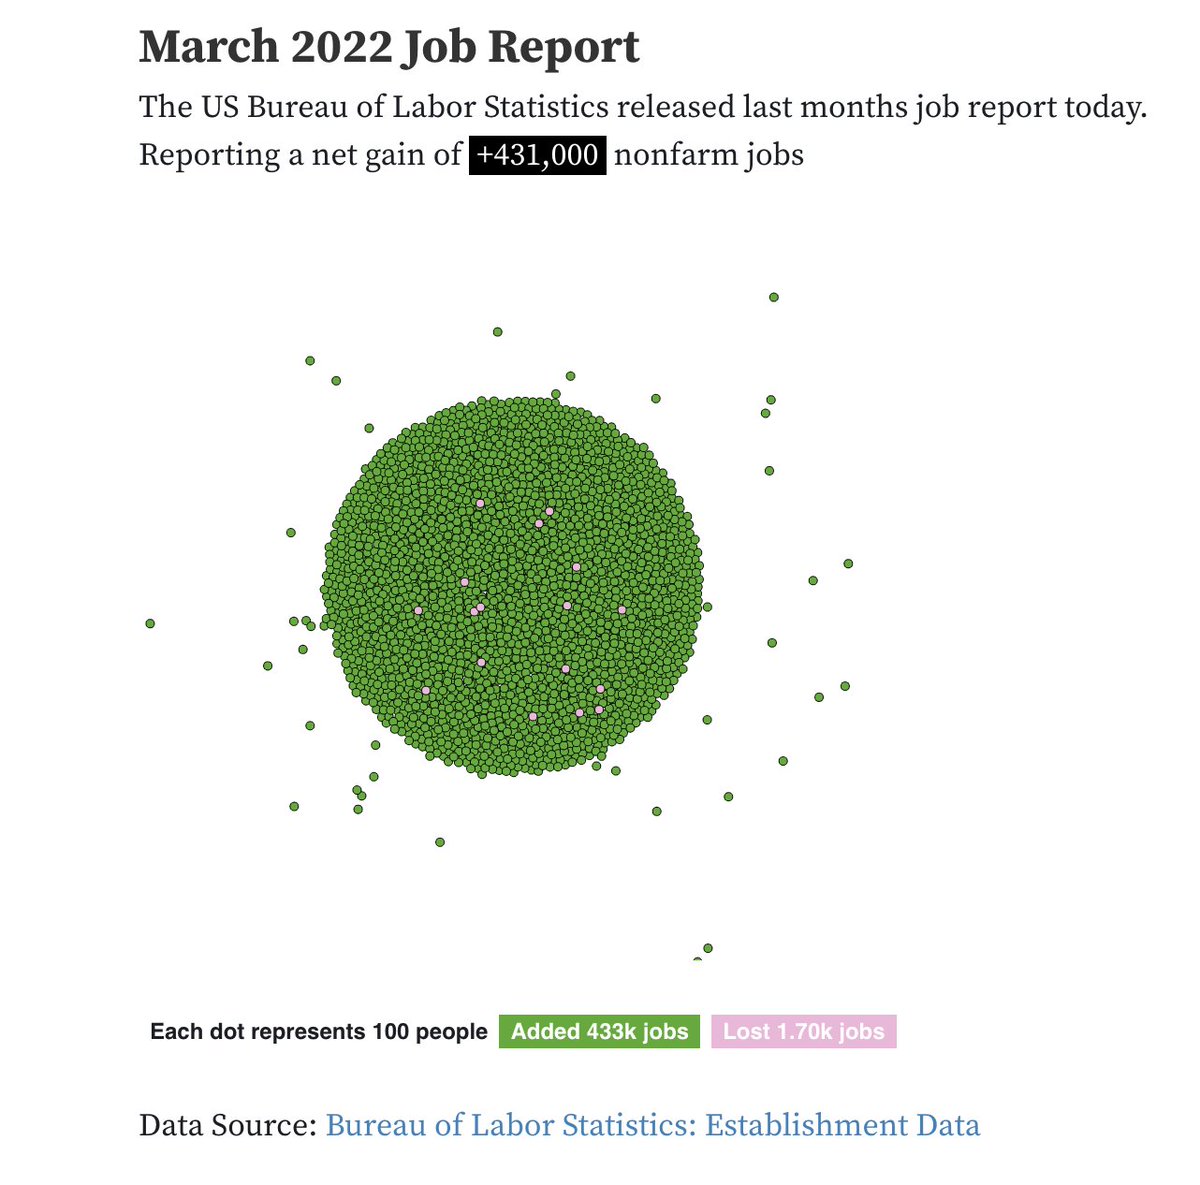 March 2022 Job Report
The US Bureau of Labor Statistics released last months job report today.
Reporting a net gain of +431,000 nonfarm jobs
Each dot represents 100 people Added 433k jobs Lost 1.70k jobs
Data Source: Bureau of Labor Statistics: Establishment Data